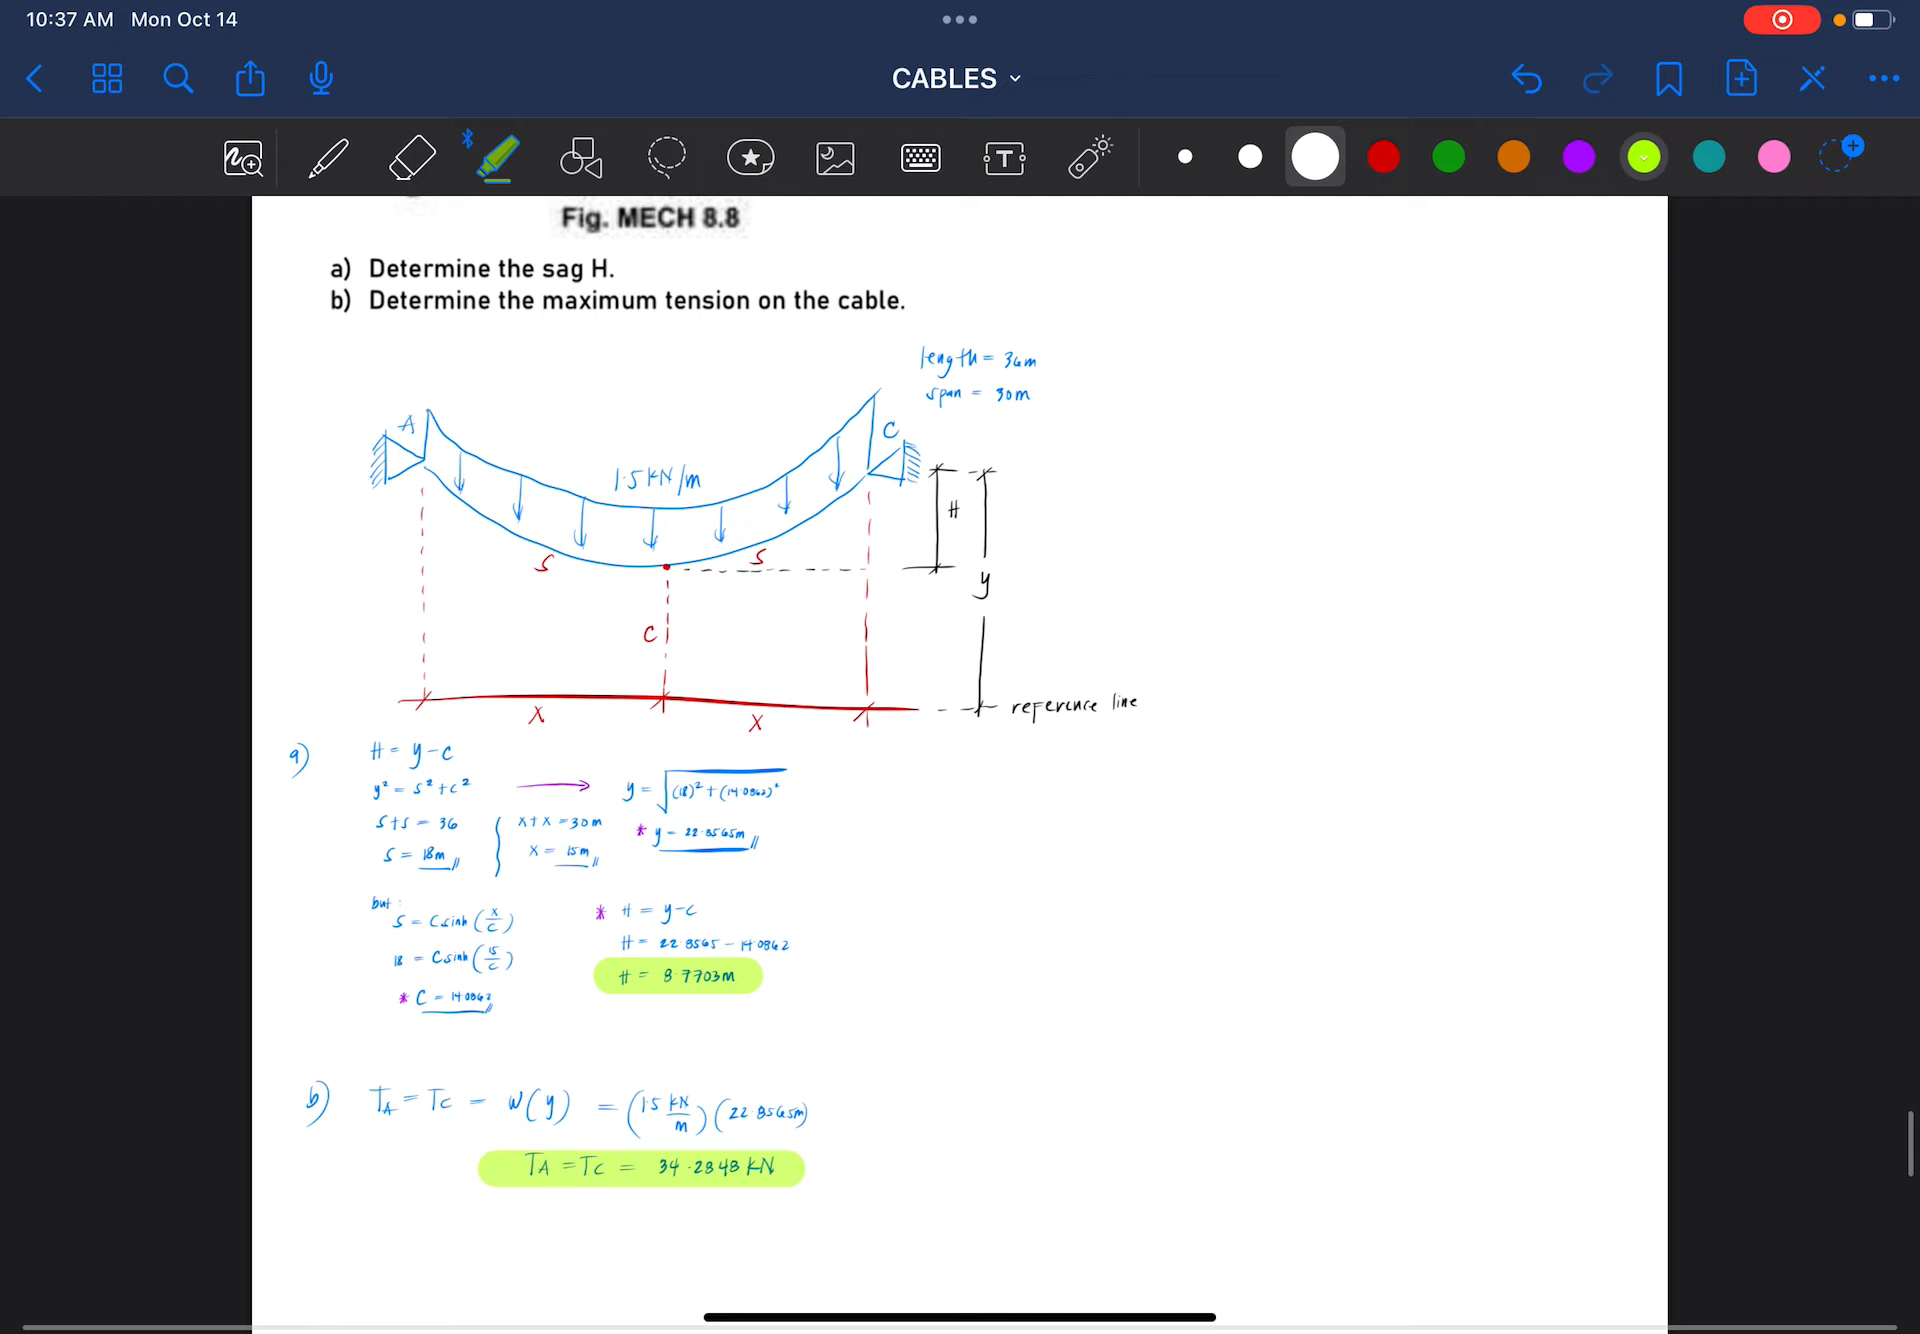 10:37 AM Mon Oct 14
CABLES
T
Fig. MECH 8.8
a) Determine the sag H.
b) Determine the maximum tension on the cable.
length = 36m
span = 30m
A
C
1.5 KN/m
H
S
S
y
C
reference line
X
X
a)
H = y - c
y² = s² + c²
y = √(18)² + (14.0862)²
S+S = 36
X+X = 30m
* y = 22.8565m
S = 18m
X = 15m
but:
S = C sinh (x/c)
* H = y-c
H = 22.8565 - 14.0862
18 = C sinh (15/c)
H = 8.7703m
* C = 14.0862
b) TA = TC = W(y) = (1.5 KN/m)(22.8565m)
TA = TC = 34.2848 KN